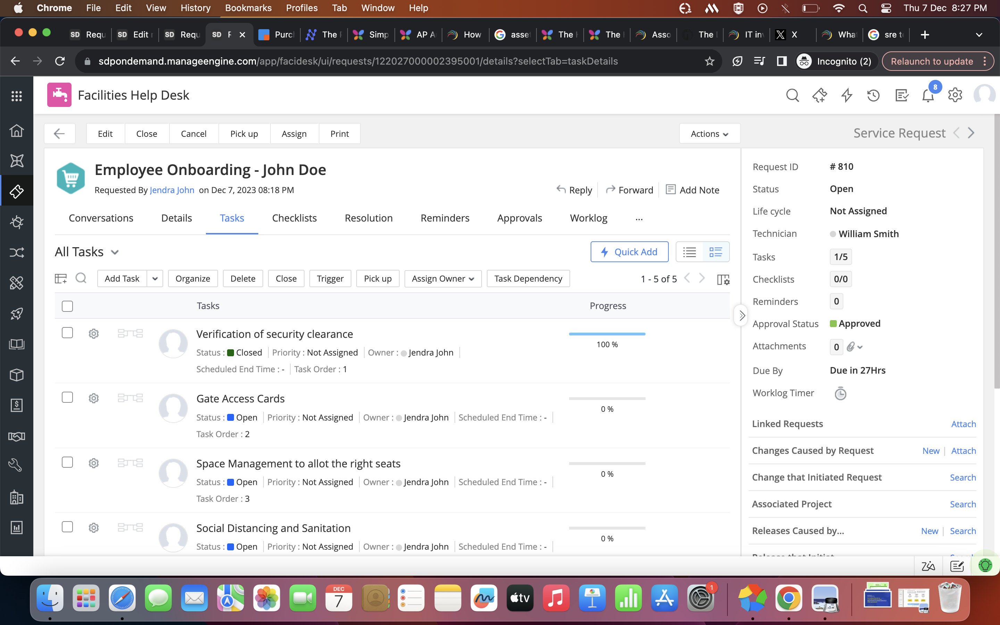 Chrome File Edit View History Bookmarks Profiles Tab Window Help Thu 7 Dec 8:27 PM
SD Requ SD Edit SD Requ SD Purc The Simp AP A How asse The The Asso The IT in X Wha sre t
sdpondemand.manageengine.com/app/facidesk/ui/requests/122027000002395001/details?selectTab=taskDetails Incognito (2) Relaunch to update
Facilities Help Desk 8
Edit Close Cancel Pick up Assign Print Actions Service Request
Employee Onboarding - John Doe
Requested By Jendra John on Dec 7, 2023 08:18 PM Reply Forward Add Note
Conversations Details Tasks Checklists Resolution Reminders Approvals Worklog ...
All Tasks Quick Add
Add Task Organize Delete Close Trigger Pick up Assign Owner Task Dependency 1 - 5 of 5
Tasks Progress
Verification of security clearance
100 %
Status : Closed Priority : Not Assigned Owner : Jendra John
Scheduled End Time : - Task Order : 1
Gate Access Cards
0 %
Status : Open Priority : Not Assigned Owner : Jendra John Scheduled End Time : -
Task Order : 2
Space Management to allot the right seats
0 %
Status : Open Priority : Not Assigned Owner : Jendra John Scheduled End Time : -
Task Order : 3
Social Distancing and Sanitation
0 %
Status : Open Priority : Not Assigned Owner : Jendra John Scheduled End Time : -
Request ID # 810
Status Open
Life cycle Not Assigned
Technician William Smith
Tasks 1/5
Checklists 0/0
Reminders 0
Approval Status Approved
Attachments 0
Due By Due in 27Hrs
Worklog Timer
Linked Requests Attach
Changes Caused by Request New Attach
Change that Initiated Request Search
Associated Project Search
Releases Caused by... New Search
DEC
7
tv
1